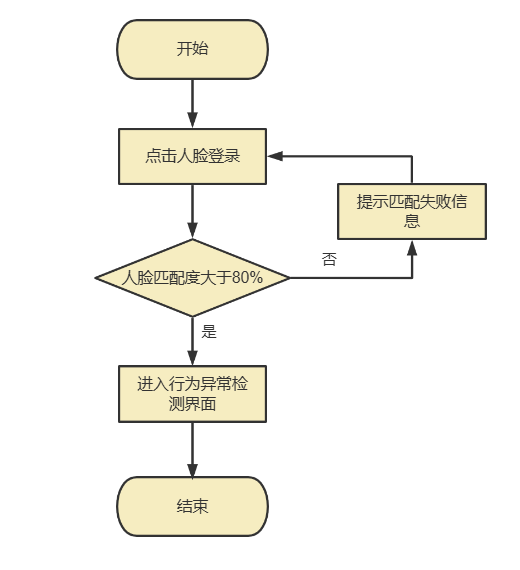 开始
点击人脸登录
提示匹配失败信
息
人脸匹配度大于80%
否
是
进入行为异常检
测界面
结束